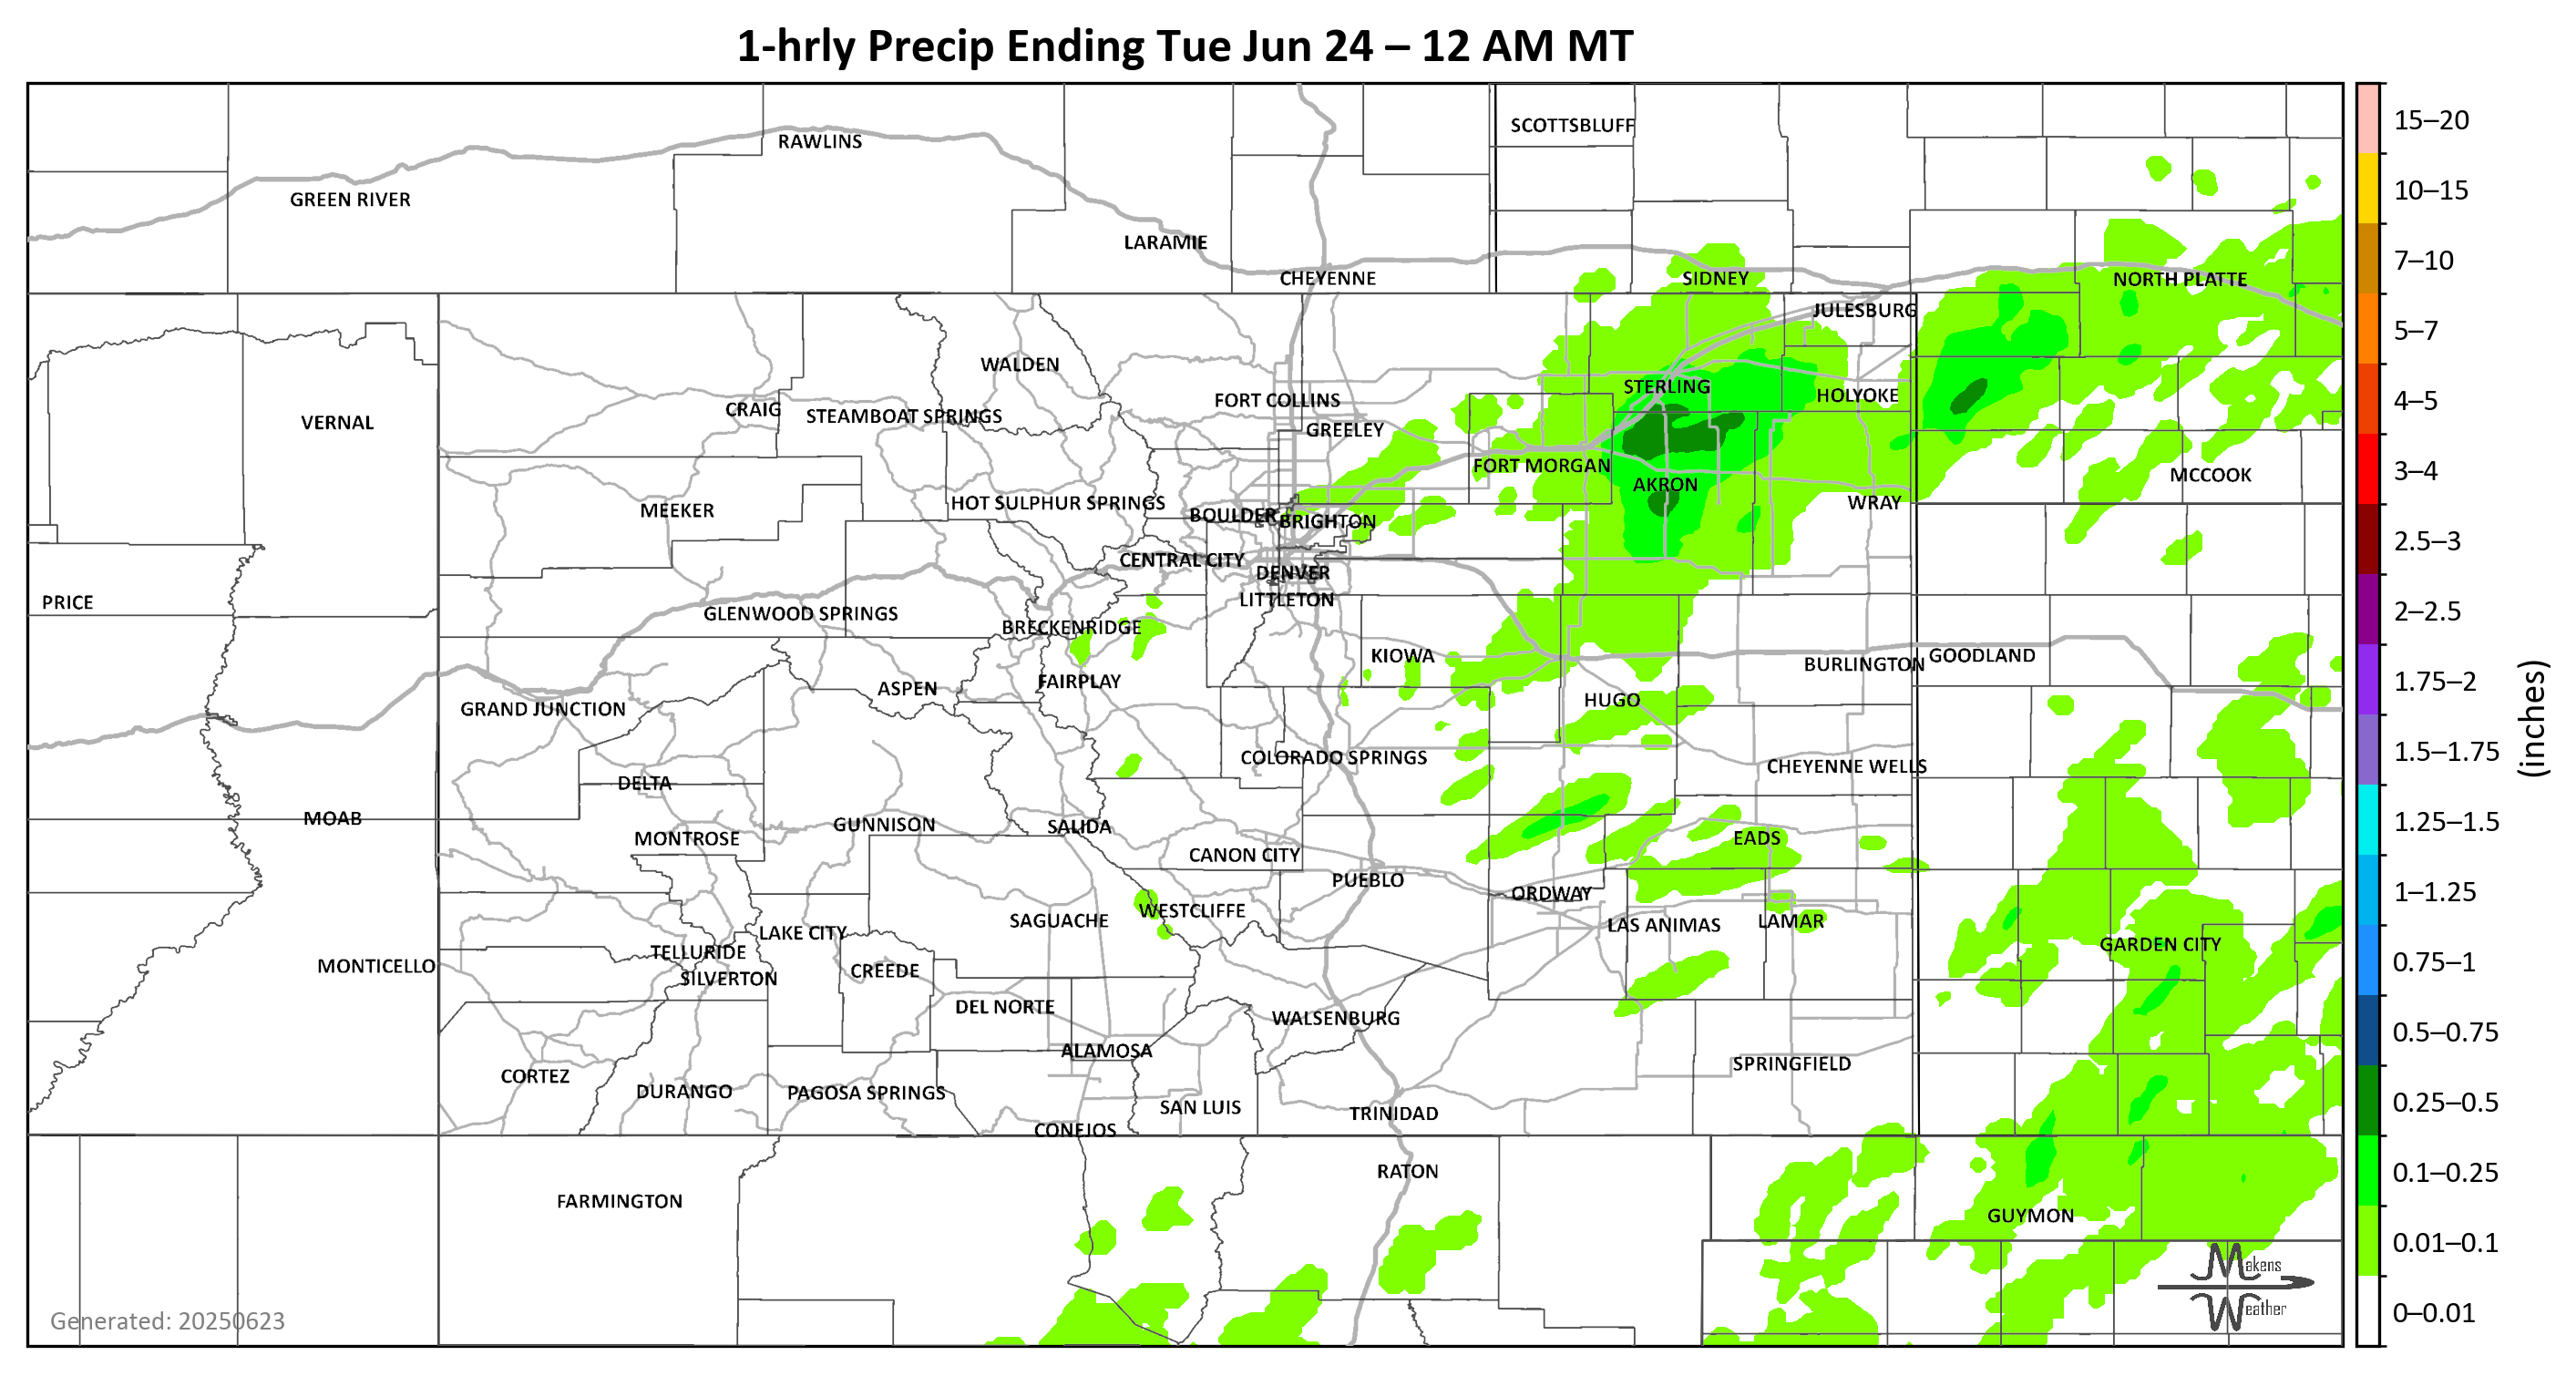 1-hrly Precip Ending Tue Jun 24 – 12 AM MT
SCOTTSBLUFF
RAWLINS
GREEN RIVER
LARAMIE
CHEYENNE
SIDNEY
NORTH PLATTE
JULESBURG
WALDEN
STERLING
HOLYOKE
FORT COLLINS
CRAIG
STEAMBOAT SPRINGS
VERNAL
GREELEY
FORT MORGAN
MCCOOK
AKRON
HOT SULPHUR SPRINGS
WRAY
MEEKER
BOULDER
BRIGHTON
CENTRAL CITY
DENVER
LITTLETON
PRICE
GLENWOOD SPRINGS
BRECKENRIDGE
KIOWA
GOODLAND
BURLINGTON
FAIRPLAY
ASPEN
HUGO
GRAND JUNCTION
COLORADO SPRINGS
CHEYENNE WELLS
DELTA
MOAB
GUNNISON
SALIDA
MONTROSE
EADS
CANON CITY
PUEBLO
ORDWAY
WESTCLIFFE
SAGUACHE
LAS ANIMAS
LAMAR
LAKE CITY
GARDEN CITY
TELLURIDE
MONTICELLO
CREEDE
SILVERTON
DEL NORTE
WALSENBURG
ALAMOSA
SPRINGFIELD
CORTEZ
DURANGO
PAGOSA SPRINGS
SAN LUIS
TRINIDAD
CONEJOS
RATON
FARMINGTON
GUYMON
Makens
Weather
Generated: 20250623
15–20
10–15
7–10
5–7
4–5
3–4
2.5–3
2–2.5
1.75–2
1.5–1.75
1.25–1.5
1–1.25
0.75–1
0.5–0.75
0.25–0.5
0.1–0.25
0.01–0.1
0–0.01
(inches)